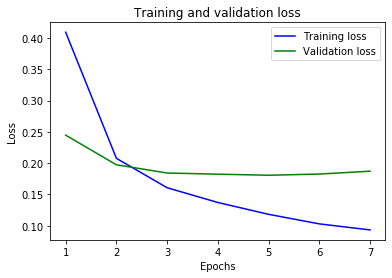 Training and validation loss
Training loss
Validation loss
0.40
0.35
0.30
0.25
0.20
0.15
0.10
Loss
1 2 3 4 5 6 7
Epochs